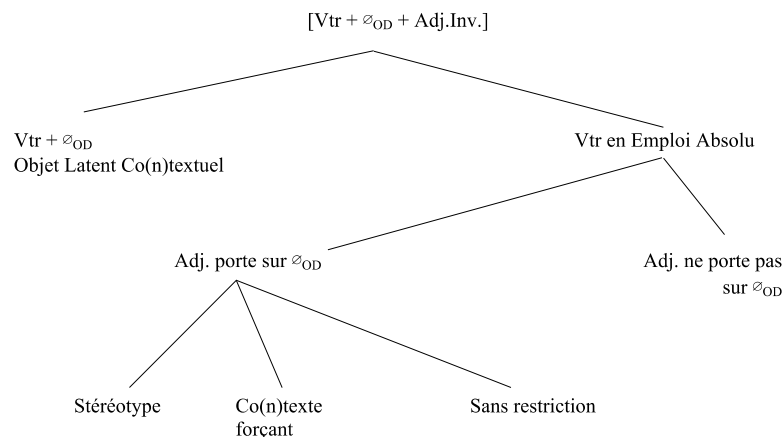 [Vtr + ∅OD + Adj.Inv.]
Vtr + ∅OD
Objet Latent Co(n)textuel
Vtr en Emploi Absolu
Adj. porte sur ∅OD
Adj. ne porte pas
sur ∅OD
Stéréotype
Co(n)texte
forçant
Sans restriction